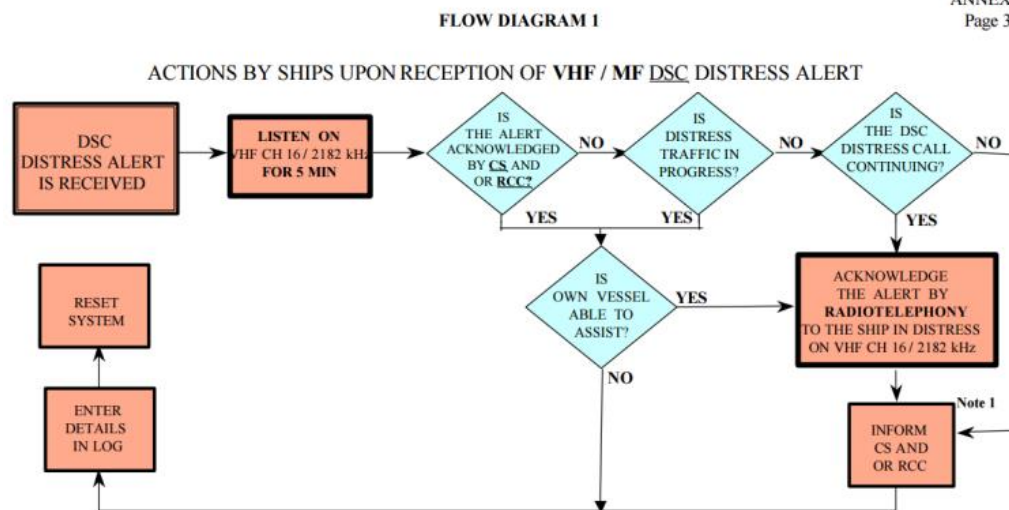 ANNEX
Page 3
FLOW DIAGRAM 1
ACTIONS BY SHIPS UPON RECEPTION OF VHF / MF DSC DISTRESS ALERT
DSC
DISTRESS ALERT
IS RECEIVED
LISTEN ON
VHF CH 16 / 2182 kHz
FOR 5 MIN
IS
THE ALERT
ACKNOWLEDGED
BY CS AND
OR RCC?
NO
IS
DISTRESS
TRAFFIC IN
PROGRESS?
NO
IS
THE DSC
DISTRESS CALL
CONTINUING?
NO
YES
YES
YES
IS
OWN VESSEL
ABLE TO
ASSIST?
YES
NO
ACKNOWLEDGE
THE ALERT BY
RADIOTELEPHONY
TO THE SHIP IN DISTRESS
ON VHF CH 16 / 2182 kHz
Note 1
INFORM
CS AND
OR RCC
RESET
SYSTEM
ENTER
DETAILS
IN LOG